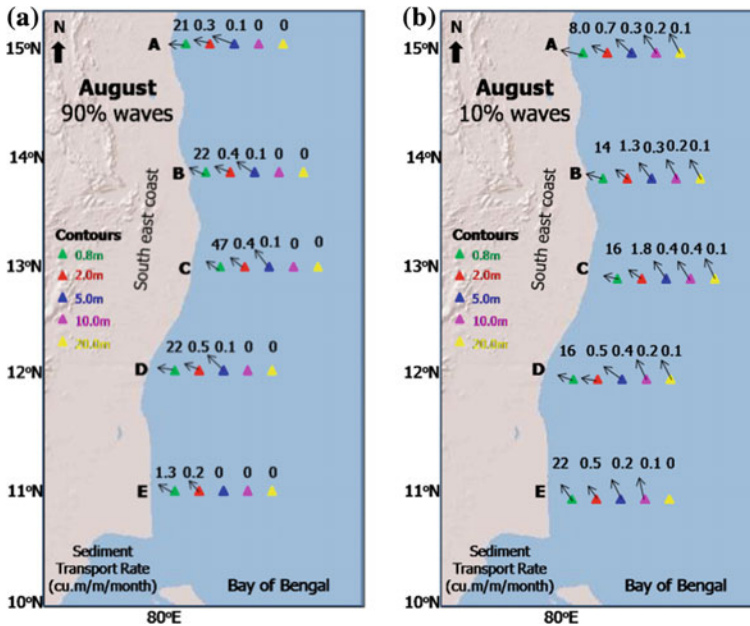 (a)
N
15°N
21 0.3 0.1 0 0
A
August
90% waves
14°N
22 0.4 0.1 0 0
B
South east coast
Contours
0.8m
2.0m
5.0m
10.0m
47 0.4 0.1 0 0
C
13°N
22 0.5 0.1 0 0
D
12°N
1.3 0.2 0 0 0
E
11°N
Sediment
Transport Rate
(cu.m/m/month)
Bay of Bengal
10°N
80°E
(b)
N
15°N
8.0 0.7 0.3 0.2 0.1
A
August
10% waves
14°N
14 1.3 0.3 0.2 0.1
B
South east coast
Contours
0.8m
2.0m
5.0m
10.0m
16 1.8 0.4 0.4 0.1
C
13°N
16 0.5 0.4 0.2 0.1
D
12°N
22 0.5 0.2 0.1 0
E
11°N
Sediment
Transport Rate
(cu.m/m/month)
Bay of Bengal
10°N
80°E